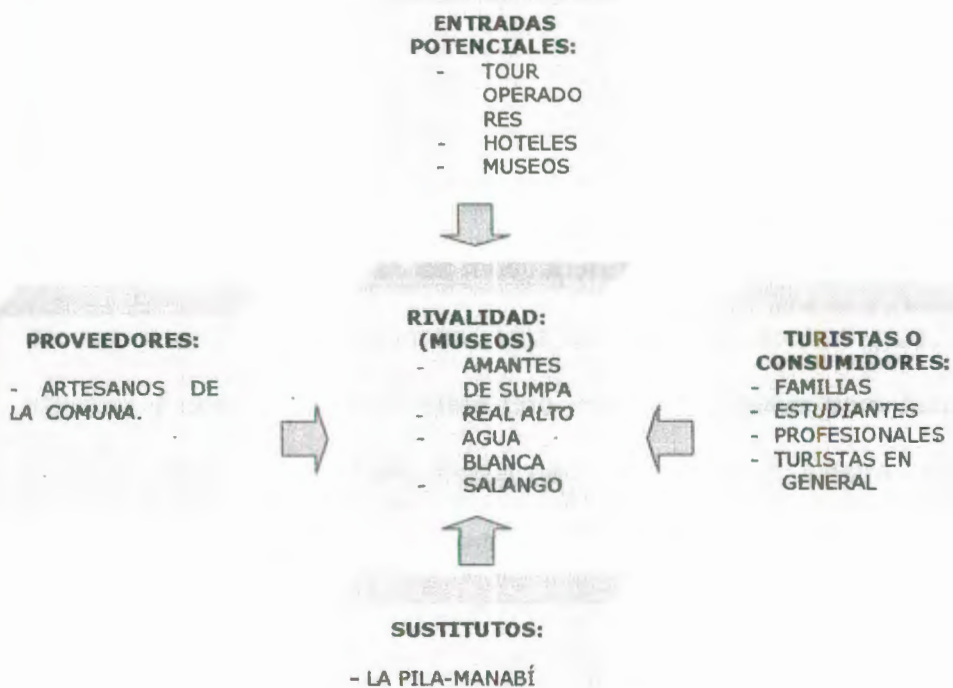 ENTRADAS
POTENCIALES:
- TOUR
OPERADO
RES
- HOTELES
- MUSEOS
PROVEEDORES:
- ARTESANOS DE
LA COMUNA.
RIVALIDAD:
(MUSEOS)
- AMANTES
DE SUMPA
- REAL ALTO
- AGUA
BLANCA
- SALANGO
TURISTAS O
CONSUMIDORES:
- FAMILIAS
- ESTUDIANTES
- PROFESIONALES
- TURISTAS EN
GENERAL
SUSTITUTOS:
- LA PILA-MANABÍ